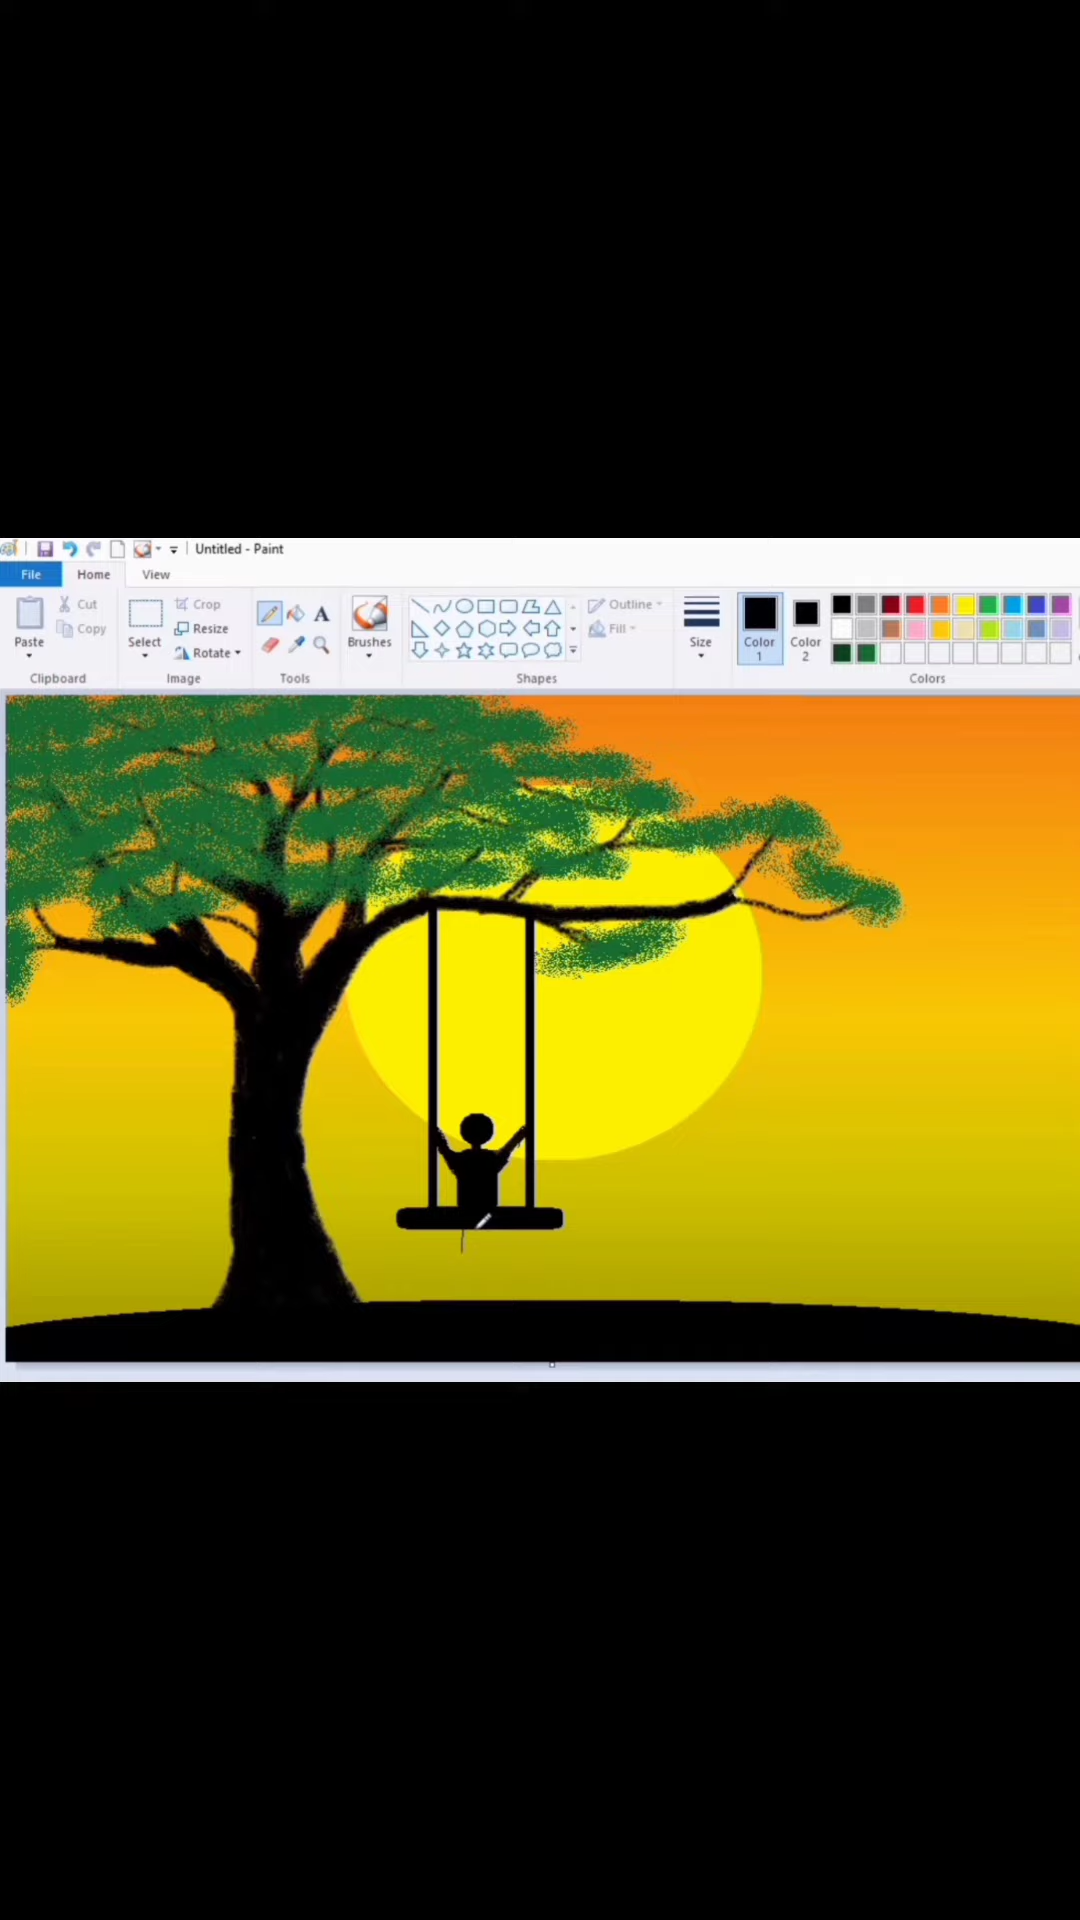 Untitled - Paint
File Home View
Paste Cut Copy Select Crop Resize Rotate A Brushes Outline Fill Size Color 1 Color 2
Clipboard Image Tools Shapes Colors